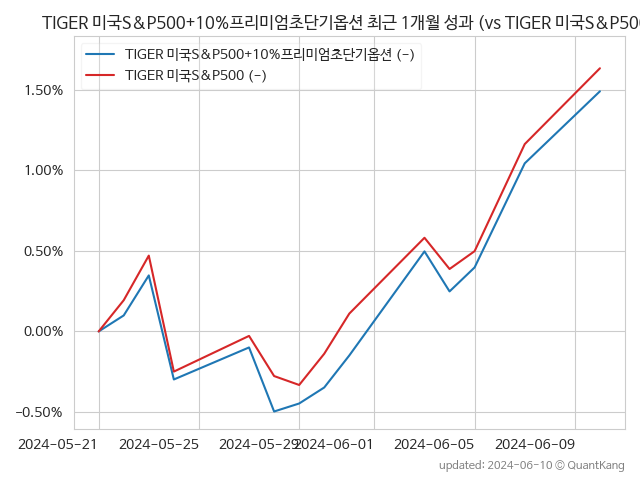 TIGER 미국S&P500+10%프리미엄초단기옵션 최근 1개월 성과 (vs TIGER 미국S&P500
TIGER 미국S&P500+10%프리미엄초단기옵션 (-)
TIGER 미국S&P500 (-)
1.50%
1.00%
0.50%
0.00%
-0.50%
2024-05-21 2024-05-25 2024-05-29 2024-06-01 2024-06-05 2024-06-09
updated: 2024-06-10 © QuantKang